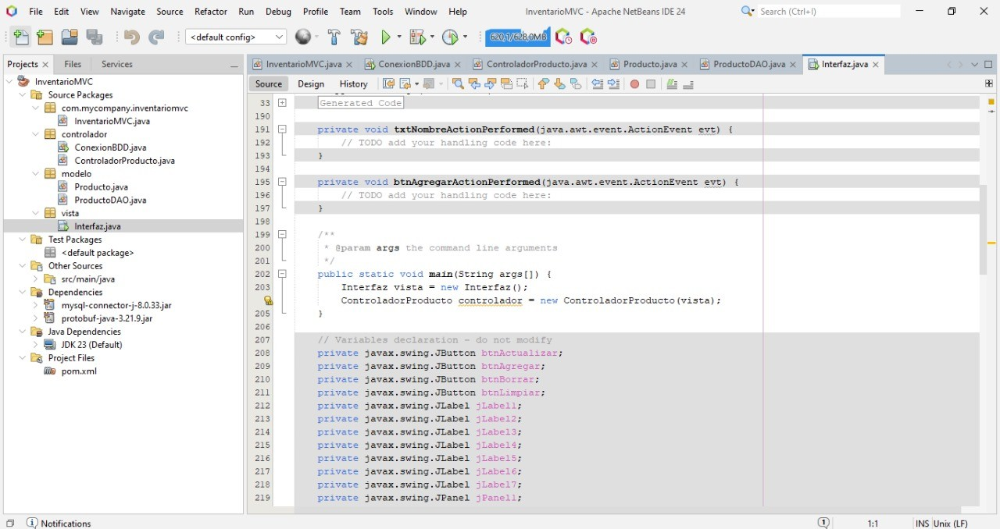 File Edit View Navigate Source Refactor Run Debug Profile Team Tools Window Help InventarioMVC - Apache NetBeans IDE 24 Search (Ctrl+I)
<default config> 620,1/628,0MB
Projects Files Services
InventarioMVC
Source Packages
com.mycompany.inventariomvc
InventarioMVC.java
controlador
ConexionBDD.java
ControladorProducto.java
modelo
Producto.java
ProductoDAO.java
vista
Interfaz.java
Test Packages
<default package>
Other Sources
src/main/java
Dependencies
mysql-connector-j-8.0.33.jar
protobuf-java-3.21.9.jar
Java Dependencies
JDK 23 (Default)
Project Files
pom.xml
InventarioMVC.java ConexionBDD.java ControladorProducto.java Producto.java ProductoDAO.java Interfaz.java
Source Design History
33 Generated Code
190
191 private void txtNombreActionPerformed(java.awt.event.ActionEvent evt) {
192 // TODO add your handling code here:
193 }
194
195 private void btnAgregarActionPerformed(java.awt.event.ActionEvent evt) {
196 // TODO add your handling code here:
197 }
198
199 /**
200 * @param args the command line arguments
201 */
202 public static void main(String args[]) {
203 Interfaz vista = new Interfaz();
ControladorProducto controlador = new ControladorProducto(vista);
205 }
206
207 // Variables declaration - do not modify
208 private javax.swing.JButton btnActualizar;
209 private javax.swing.JButton btnAgregar;
210 private javax.swing.JButton btnBorrar;
211 private javax.swing.JButton btnLimpiar;
212 private javax.swing.JLabel jLabel1;
213 private javax.swing.JLabel jLabel2;
214 private javax.swing.JLabel jLabel3;
215 private javax.swing.JLabel jLabel4;
216 private javax.swing.JLabel jLabel5;
217 private javax.swing.JLabel jLabel6;
218 private javax.swing.JLabel jLabel7;
219 private javax.swing.JPanel jPanel1;
Notifications 1 1:1 INS Unix (LF)